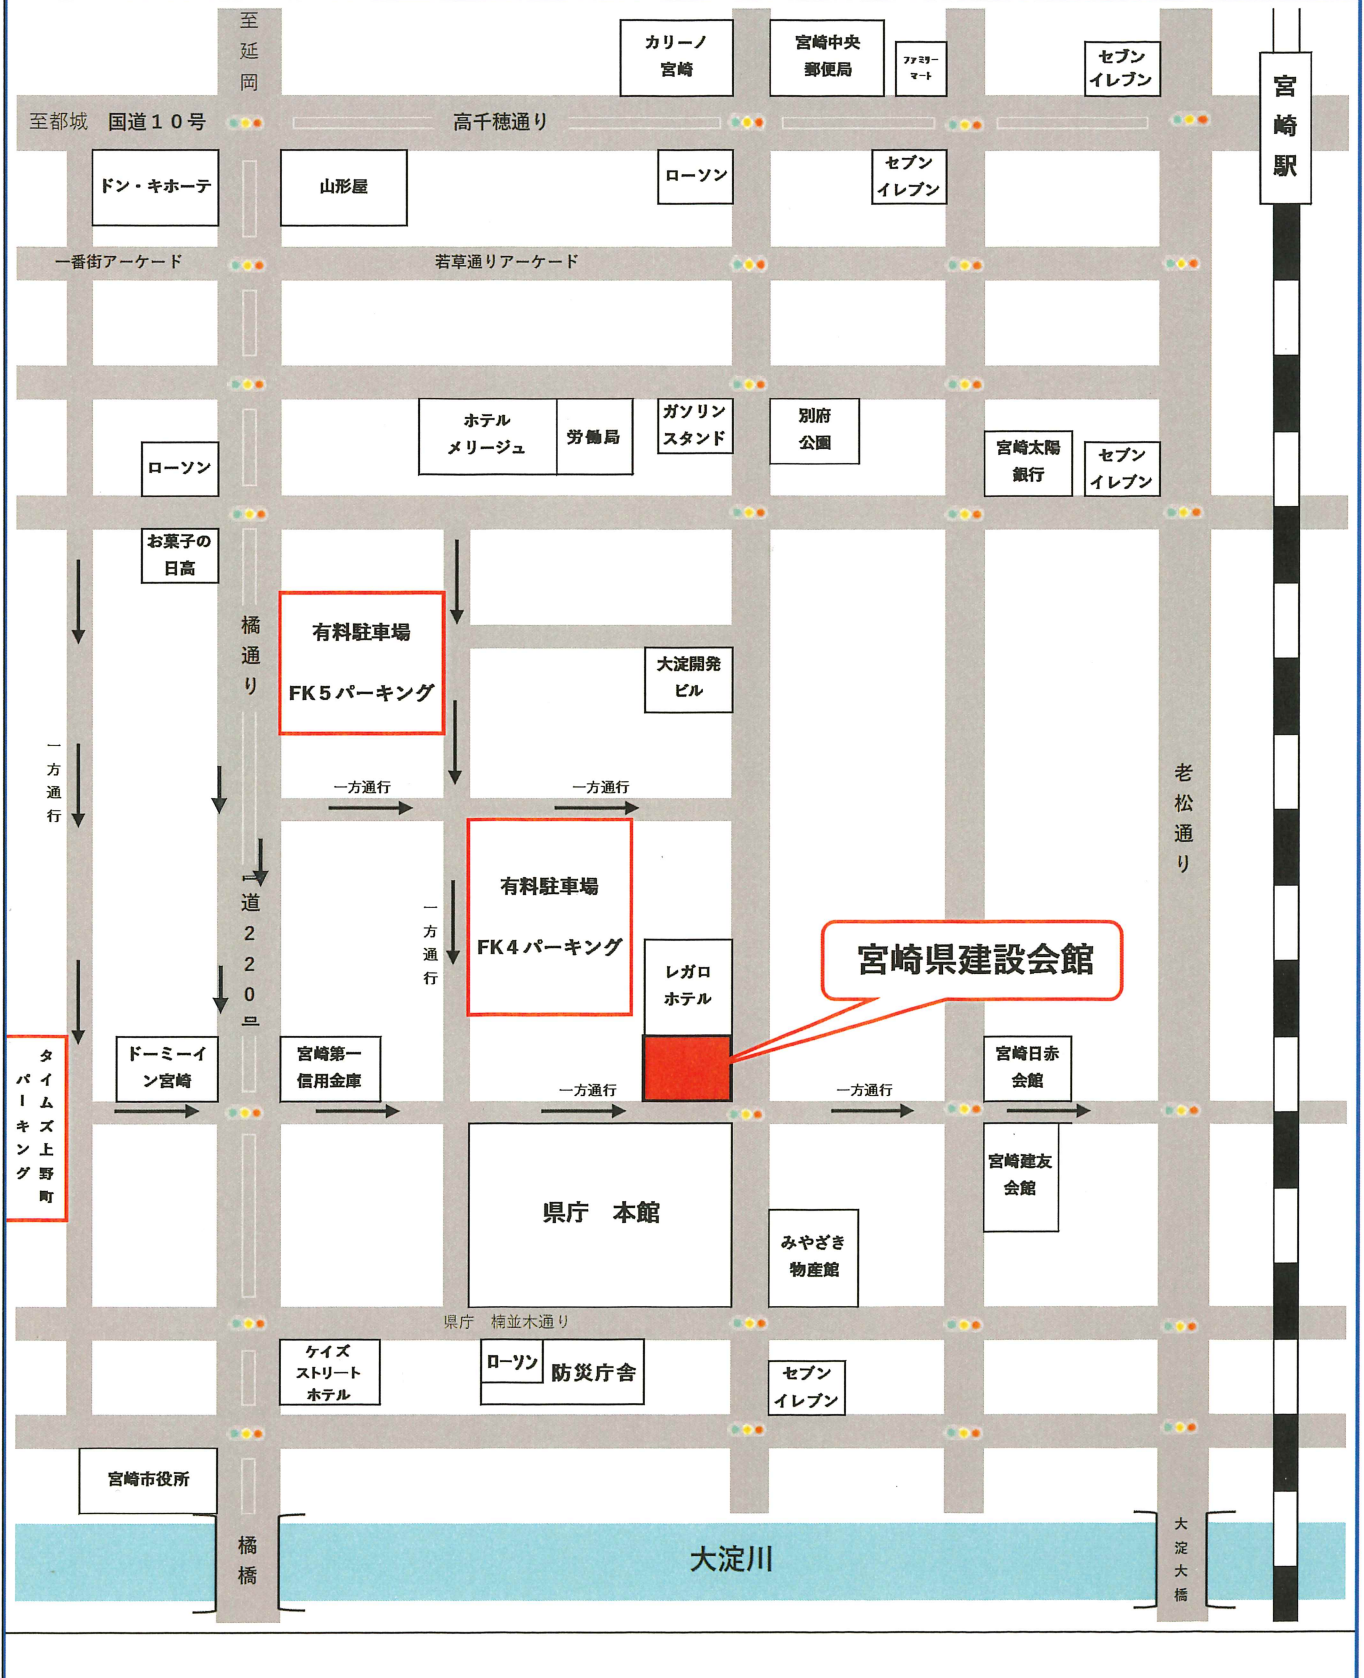 至延岡
カリーノ
宮崎
宮崎中央
郵便局
ファミリー
マート
セブン
イレブン
宮崎駅
至都城 国道10号
高千穂通り
ドン・キホーテ
山形屋
ローソン
セブン
イレブン
一番街アーケード
若草通りアーケード
ホテル
メリージュ
労働局
ガソリン
スタンド
別府
公園
宮崎太陽
銀行
セブン
イレブン
ローソン
お菓子の
日高
橘通り
有料駐車場
FK5パーキング
大淀開発
ビル
一方通行
一方通行
一方通行
老松通り
有料駐車場
FK4パーキング
一方通行
道220号
レガロ
ホテル
宮崎県建設会館
タイムズ上野町
パーキング
ドーミーイ
ン宮崎
宮崎第一
信用金庫
一方通行
一方通行
宮崎日赤
会館
宮崎建友
会館
県庁 本館
みやざき
物産館
県庁 楠並木通り
ケイズ
ストリート
ホテル
ローソン
防災庁舎
セブン
イレブン
宮崎市役所
橘橋
大淀川
大淀大橋